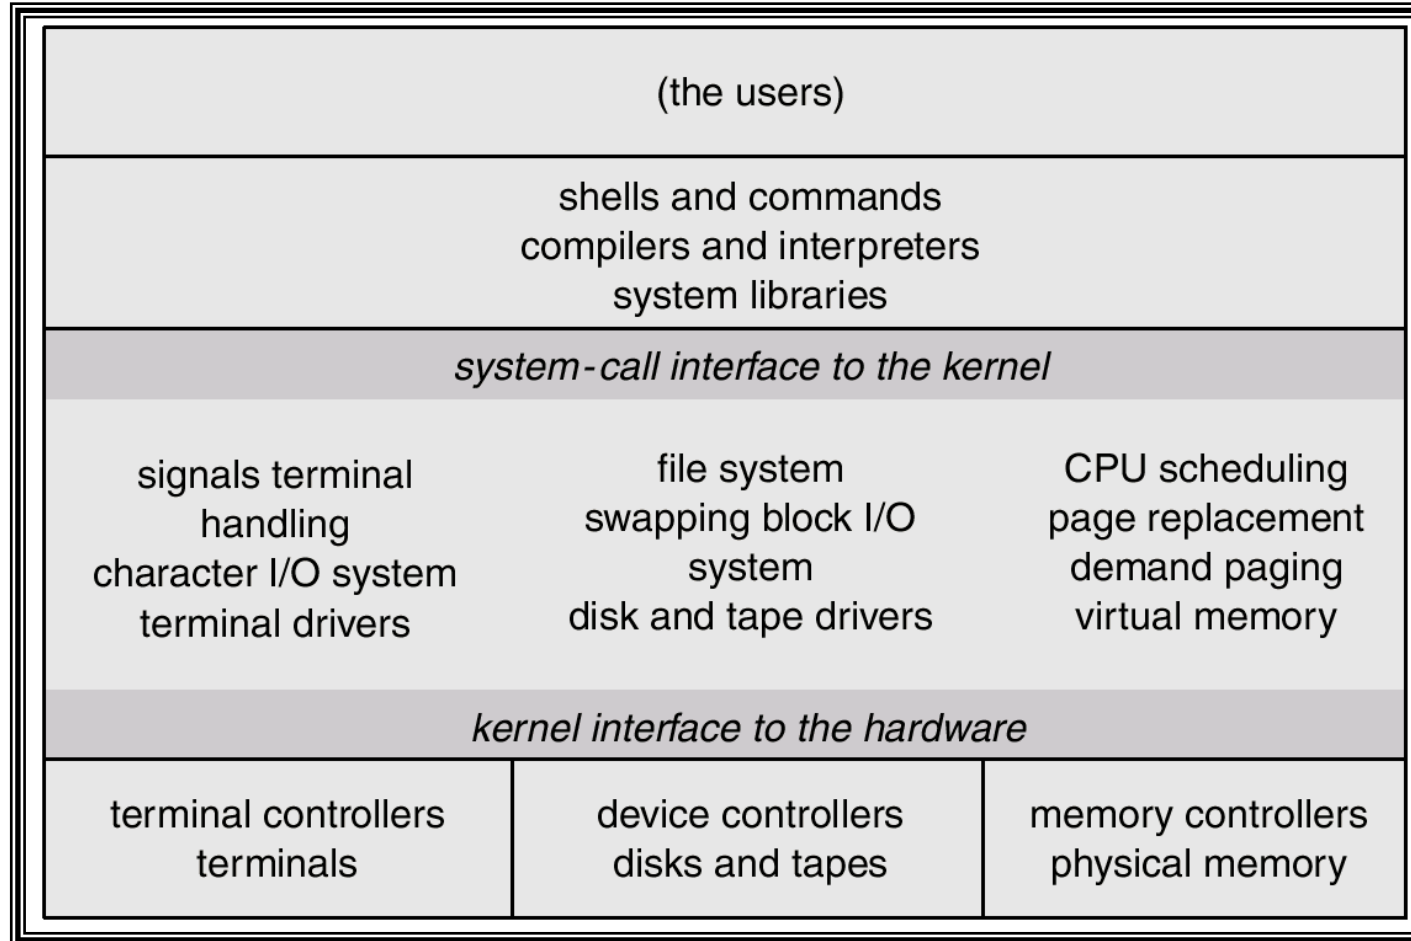 (the users)
shells and commands
compilers and interpreters
system libraries
system-call interface to the kernel
signals terminal
handling
character I/O system
terminal drivers
file system
swapping block I/O
system
disk and tape drivers
CPU scheduling
page replacement
demand paging
virtual memory
kernel interface to the hardware
terminal controllers
terminals
device controllers
disks and tapes
memory controllers
physical memory